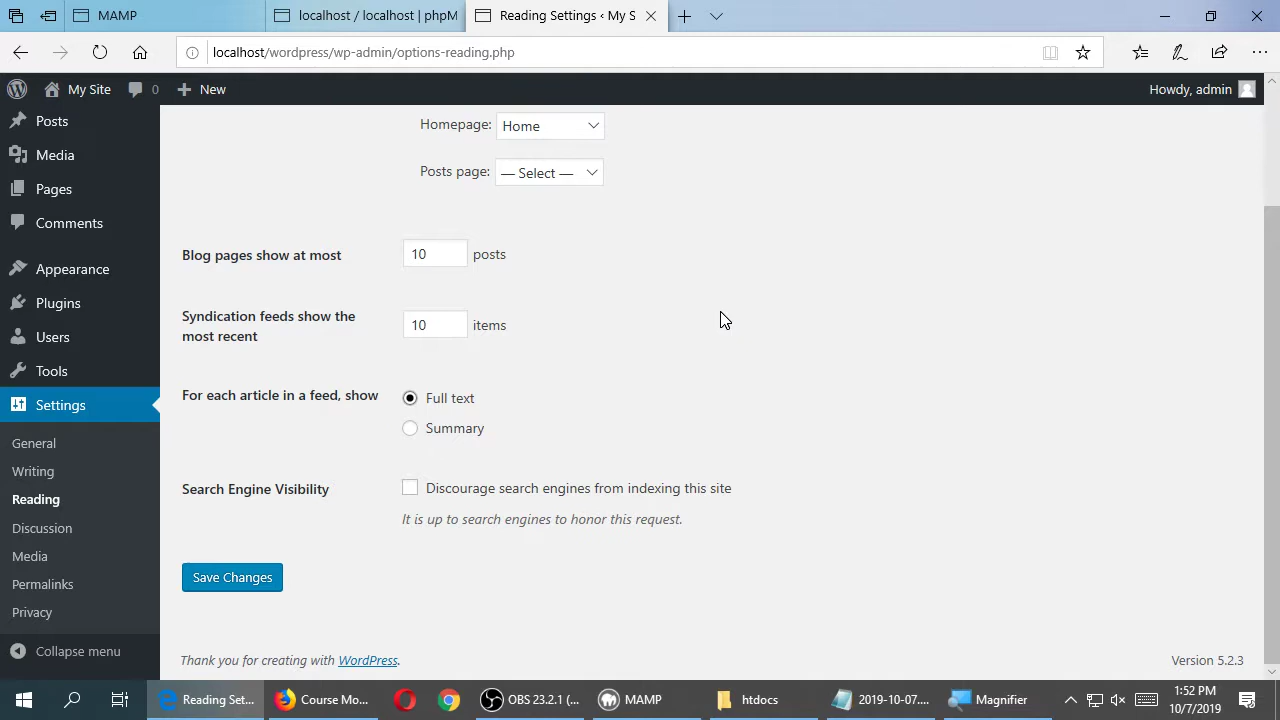 MAMP
localhost / localhost | phpM
Reading Settings ‹ My S
localhost/wordpress/wp-admin/options-reading.php
My Site
0
New
Howdy, admin
Posts
Media
Pages
Comments
Appearance
Plugins
Users
Tools
Settings
General
Writing
Reading
Discussion
Media
Permalinks
Privacy
Collapse menu
Homepage: Home
Posts page: — Select —
Blog pages show at most 10 posts
Syndication feeds show the
most recent
10 items
For each article in a feed, show
Full text
Summary
Search Engine Visibility
Discourage search engines from indexing this site
It is up to search engines to honor this request.
Save Changes
Thank you for creating with WordPress.
Version 5.2.3
Reading Set...
Course Mo...
OBS 23.2.1 (...
MAMP
htdocs
2019-10-07....
Magnifier
1:52 PM
10/7/2019